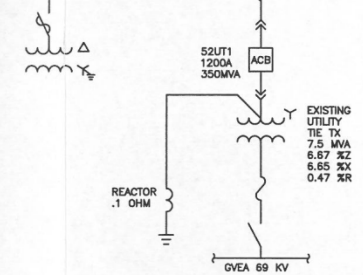 52UT1
1200A
350MVA
ACB
EXISTING
UTILITY
TIE TX
7.5 MVA
6.67 %Z
6.65 %X
0.47 %R
REACTOR
.1 OHM
GVEA 69 KV